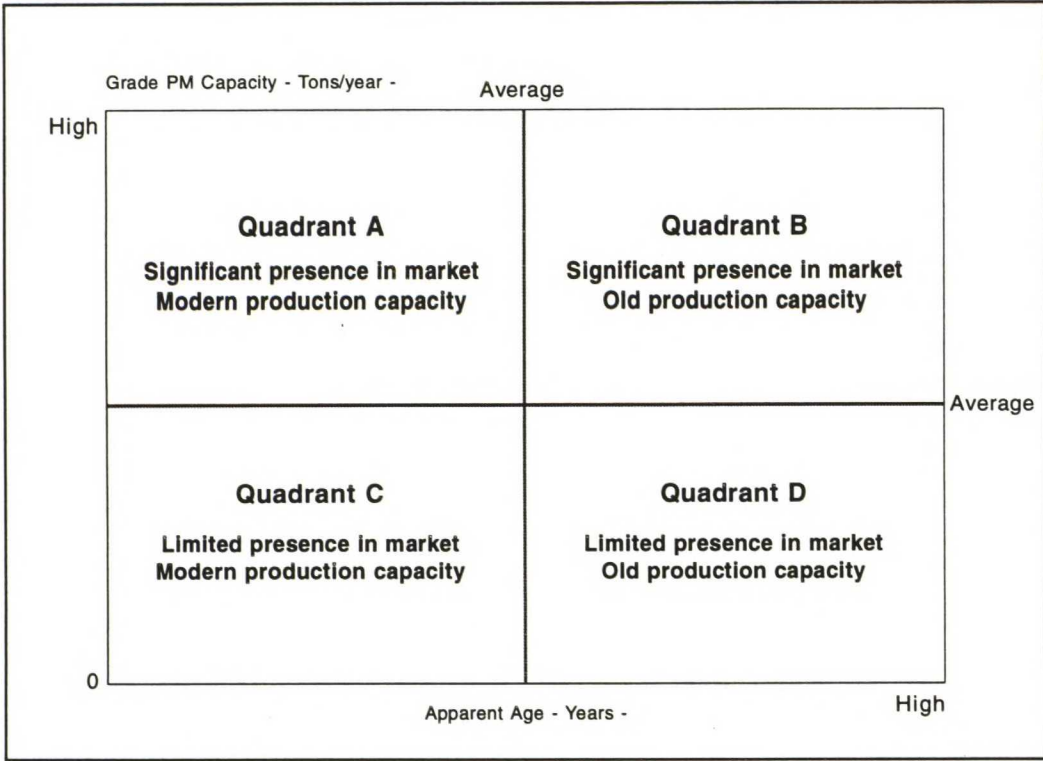 Grade PM Capacity - Tons/year -
Average
High
Quadrant A
Significant presence in market
Modern production capacity
Quadrant B
Significant presence in market
Old production capacity
Average
Quadrant C
Limited presence in market
Modern production capacity
Quadrant D
Limited presence in market
Old production capacity
0
High
Apparent Age - Years -